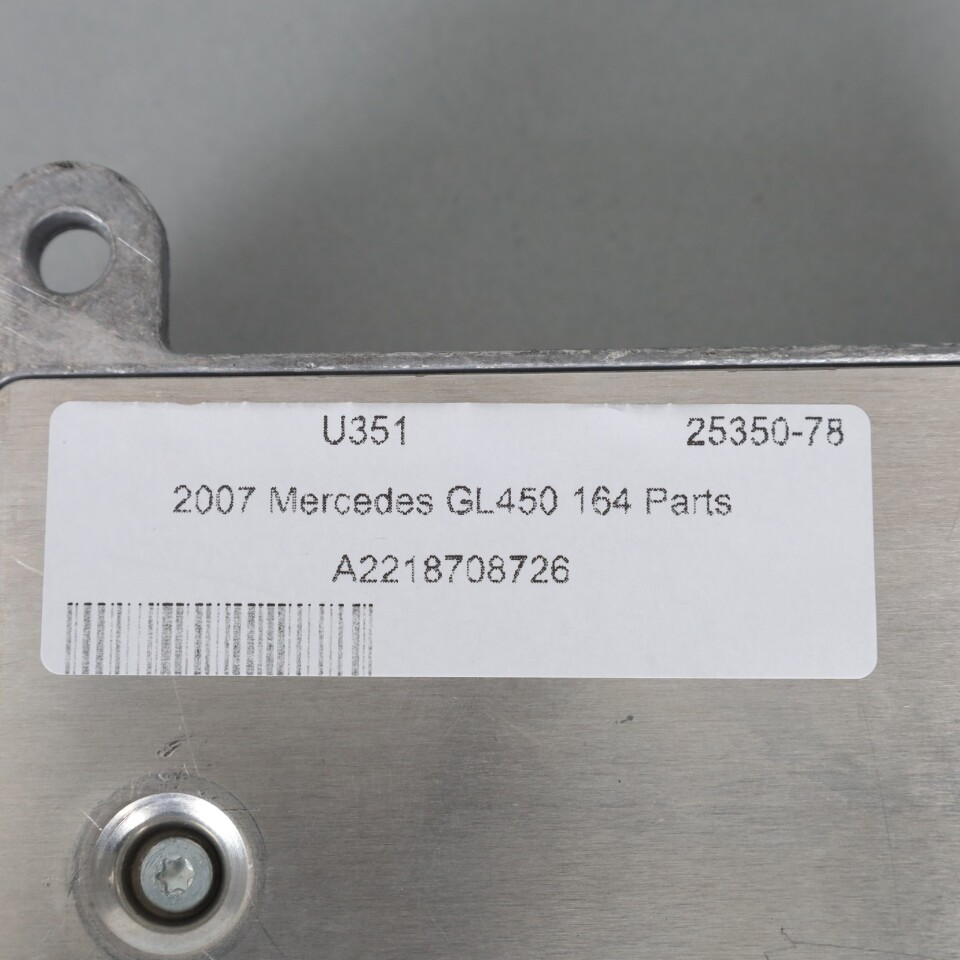 U351 25350-78
2007 Mercedes GL450 164 Parts
A2218708726